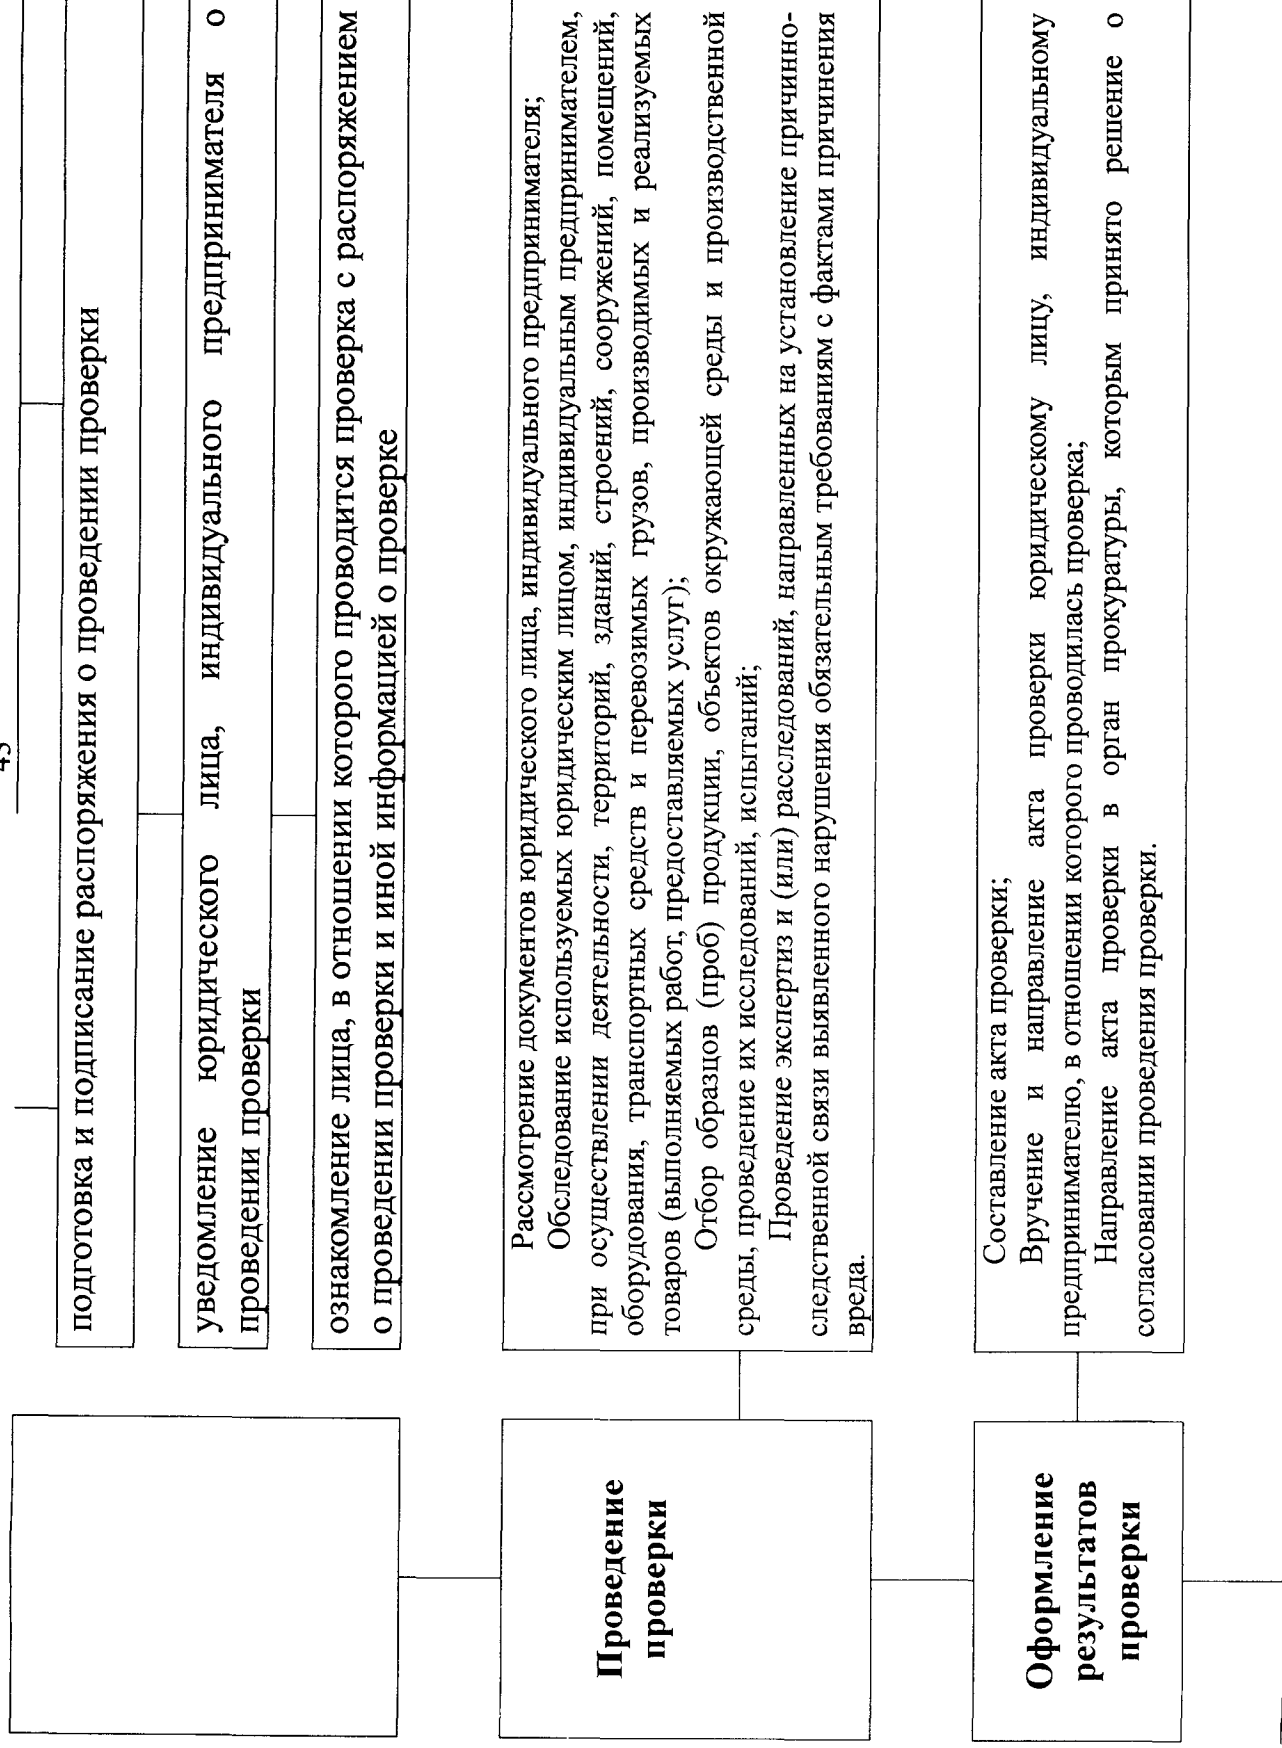 43
подготовка и подписание распоряжения о проведении проверки
уведомление юридического лица, индивидуального предпринимателя о
проведении проверки
ознакомление лица, в отношении которого проводится проверка с распоряжением
о проведении проверки и иной информацией о проверке
Проведение
проверки
Рассмотрение документов юридического лица, индивидуального предпринимателя;
Обследование используемых юридическим лицом, индивидуальным предпринимателем,
при осуществлении деятельности, территорий, зданий, строений, сооружений, помещений,
оборудования, транспортных средств и перевозимых грузов, производимых и реализуемых
товаров (выполняемых работ, предоставляемых услуг);
Отбор образцов (проб) продукции, объектов окружающей среды и производственной
среды, проведение их исследований, испытаний;
Проведение экспертиз и (или) расследований, направленных на установление причинно-
следственной связи выявленного нарушения обязательным требованиям с фактами причинения
вреда.
Оформление
результатов
проверки
Составление акта проверки;
Вручение и направление акта проверки юридическому лицу, индивидуальному
предпринимателю, в отношении которого проводилась проверка;
Направление акта проверки в орган прокуратуры, которым принято решение о
согласовании проведения проверки.